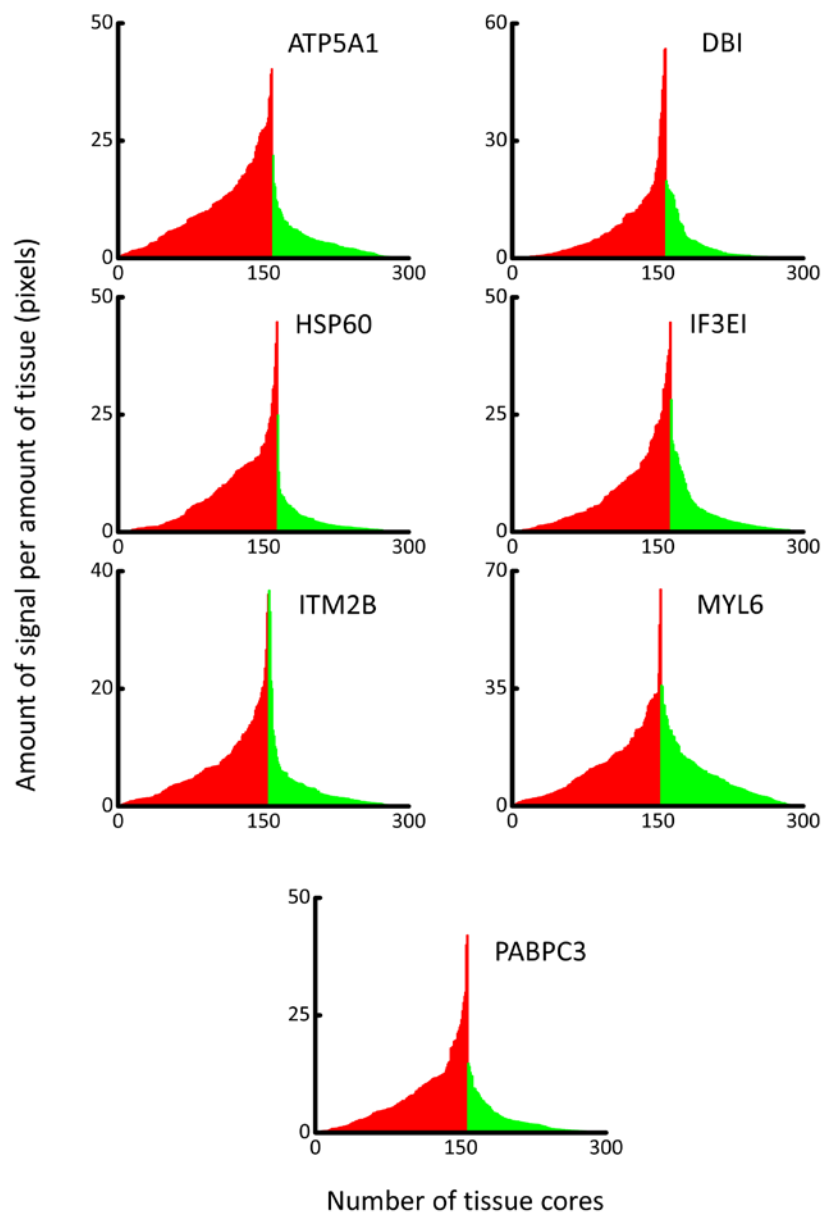 Amount of signal per amount of tissue (pixels)
ATP5A1
50
25
0
0 150 300
DBI
60
30
0
0 150 300
HSP60
50
25
0
0 150 300
IF3EI
50
25
0
0 150 300
ITM2B
40
20
0
0 150 300
MYL6
70
35
0
0 150 300
PABPC3
50
25
0
0 150 300
Number of tissue cores